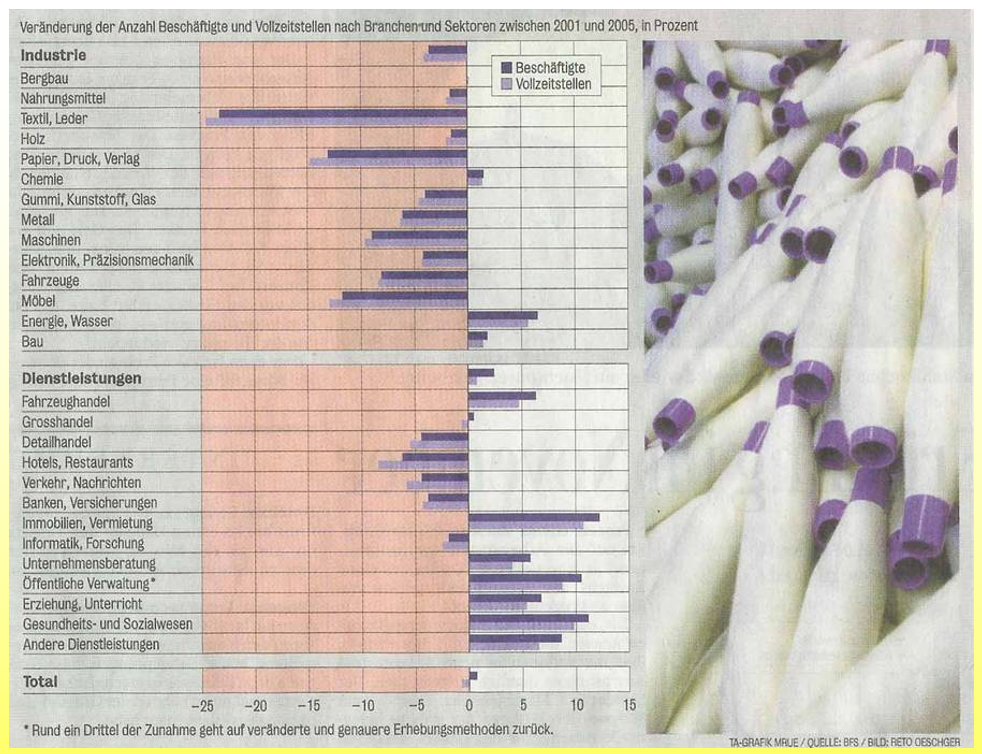 Veränderung der Anzahl Beschäftigte und Vollzeitstellen nach Branchen und Sektoren zwischen 2001 und 2005, in Prozent
Industrie
Bergbau
Nahrungsmittel
Textil, Leder
Holz
Papier, Druck, Verlag
Chemie
Gummi, Kunststoff, Glas
Metall
Maschinen
Elektronik, Präzisionsmechanik
Fahrzeuge
Möbel
Energie, Wasser
Bau
Beschäftigte
Vollzeitstellen
Dienstleistungen
Fahrzeughandel
Grosshandel
Detailhandel
Hotels, Restaurants
Verkehr, Nachrichten
Banken, Versicherungen
Immobilien, Vermietung
Informatik, Forschung
Unternehmensberatung
Öffentliche Verwaltung*
Erziehung, Unterricht
Gesundheits- und Sozialwesen
Andere Dienstleistungen
Total
−25 −20 −15 −10 −5 0 5 10 15
* Rund ein Drittel der Zunahme geht auf veränderte und genauere Erhebungsmethoden zurück.
TA-GRAFIK MRUE / QUELLE: BFS / BILD: RETO OESCHGER